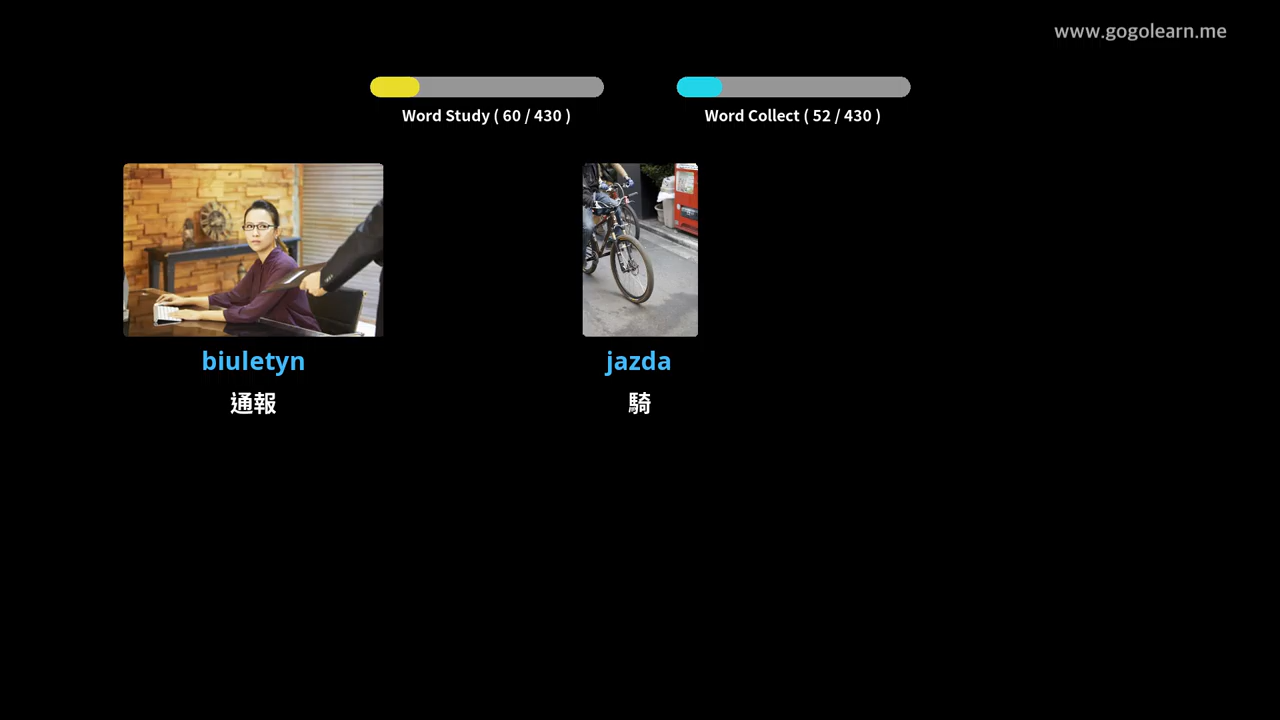 www.gogolearn.me
Word Study ( 60 / 430 )
Word Collect ( 52 / 430 )
biuletyn
jazda
通報
騎